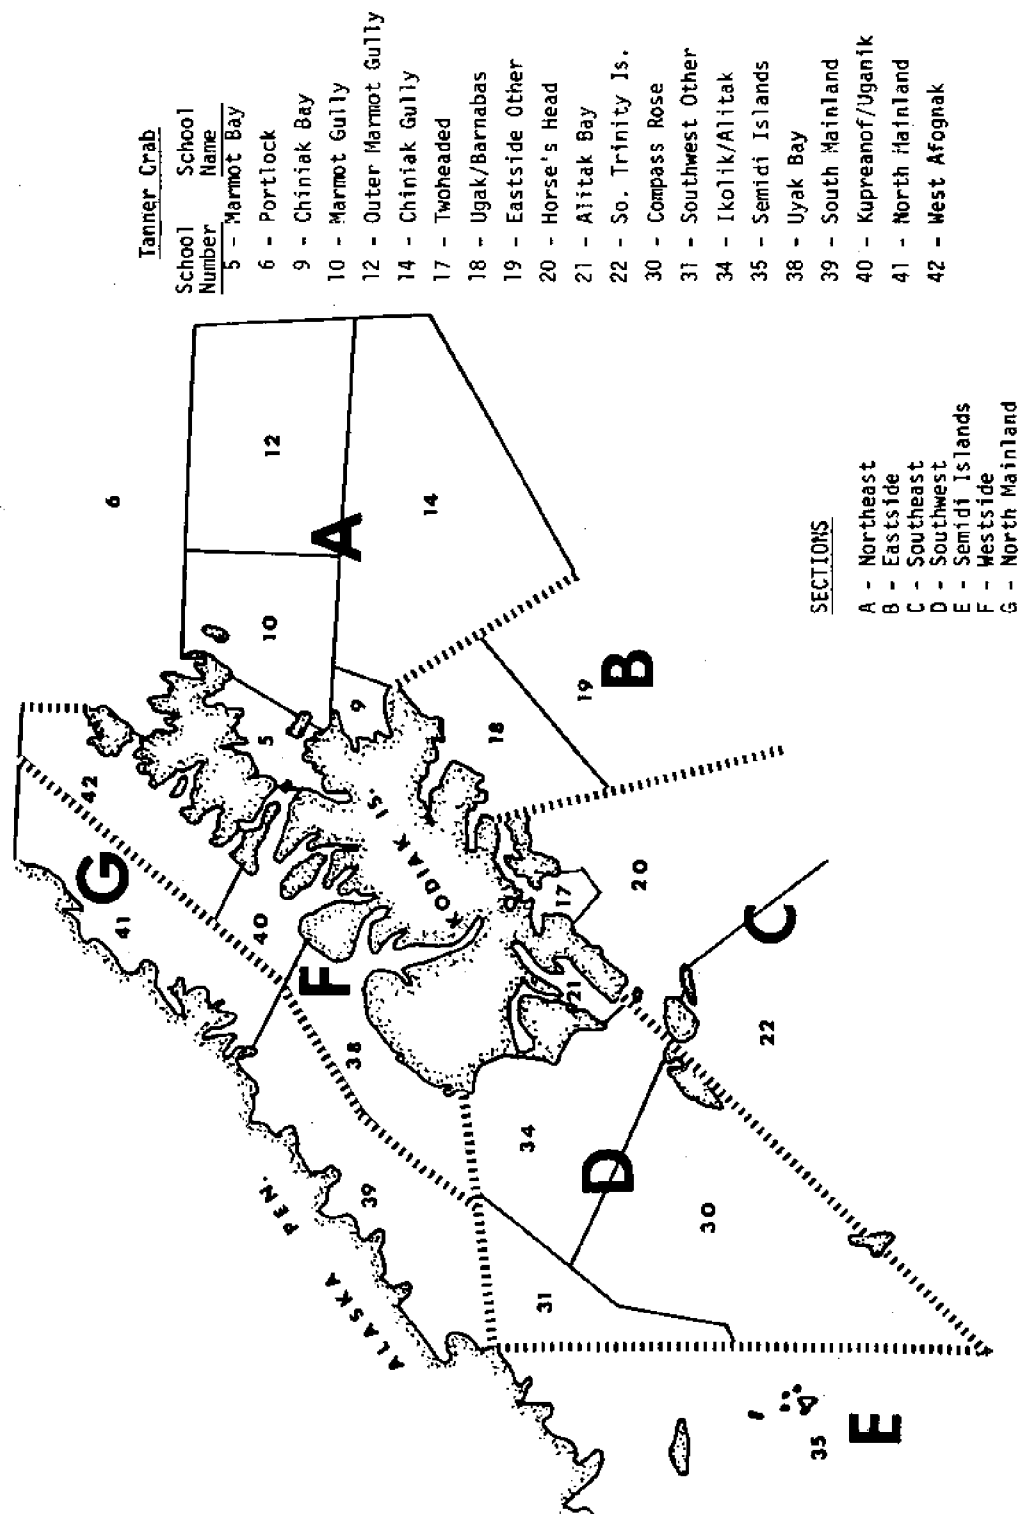 Tanner Crab
School School
Number Name
5 - Marmot Bay
6 - Portlock
9 - Chiniak Bay
10 - Marmot Gully
12 - Outer Marmot Gully
14 - Chiniak Gully
17 - Twoheaded
18 - Ugak/Barnabas
19 - Eastside Other
20 - Horse's Head
21 - Alitak Bay
22 - So. Trinity Is.
30 - Compass Rose
31 - Southwest Other
34 - Ikolik/Alitak
35 - Semidi Islands
38 - Uyak Bay
39 - South Mainland
40 - Kupreanof/Uganik
41 - North Mainland
42 - West Afognak
SECTIONS
A - Northeast
B - Eastside
C - Southeast
D - Southwest
E - Semidi Islands
F - Westside
G - North Mainland
6
12
A
14
10
9
5
18
19
B
42
G
41
40
F
KODIAK IS.
17
20
C
21
22
38
34
D
30
39
ALASKA PEN.
31
35
E